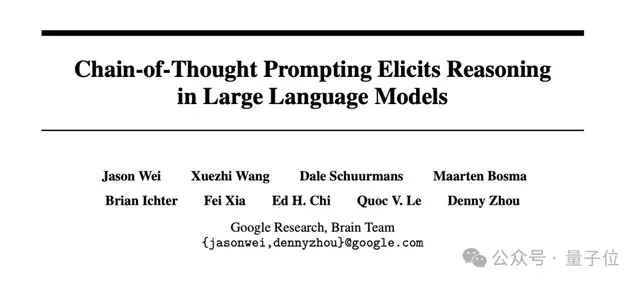 Chain-of-Thought Prompting Elicits Reasoning
in Large Language Models
Jason Wei Xuezhi Wang Dale Schuurmans Maarten Bosma
Brian Ichter Fei Xia Ed H. Chi Quoc V. Le Denny Zhou
Google Research, Brain Team
{jasonwei,dennyzhou}@google.com
公众号 · 量子位